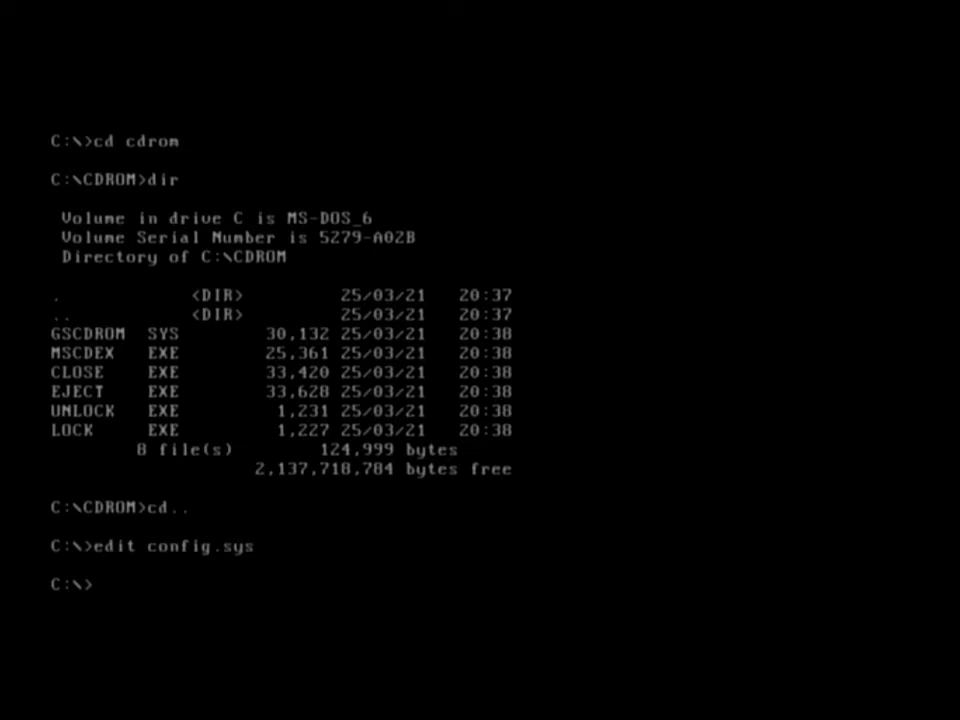 C:\>cd cdrom
C:\CDROM>dir
Volume in drive C is MS-DOS_6
Volume Serial Number is 5279-A02B
Directory of C:\CDROM
. <DIR> 25/03/21 20:37
.. <DIR> 25/03/21 20:37
GSCDROM SYS 30,132 25/03/21 20:38
MSCDEX EXE 25,361 25/03/21 20:38
CLOSE EXE 33,420 25/03/21 20:38
EJECT EXE 33,628 25/03/21 20:38
UNLOCK EXE 1,231 25/03/21 20:38
LOCK EXE 1,227 25/03/21 20:38
8 file(s) 124,999 bytes
2,137,718,784 bytes free
C:\CDROM>cd..
C:\>edit config.sys
C:\>